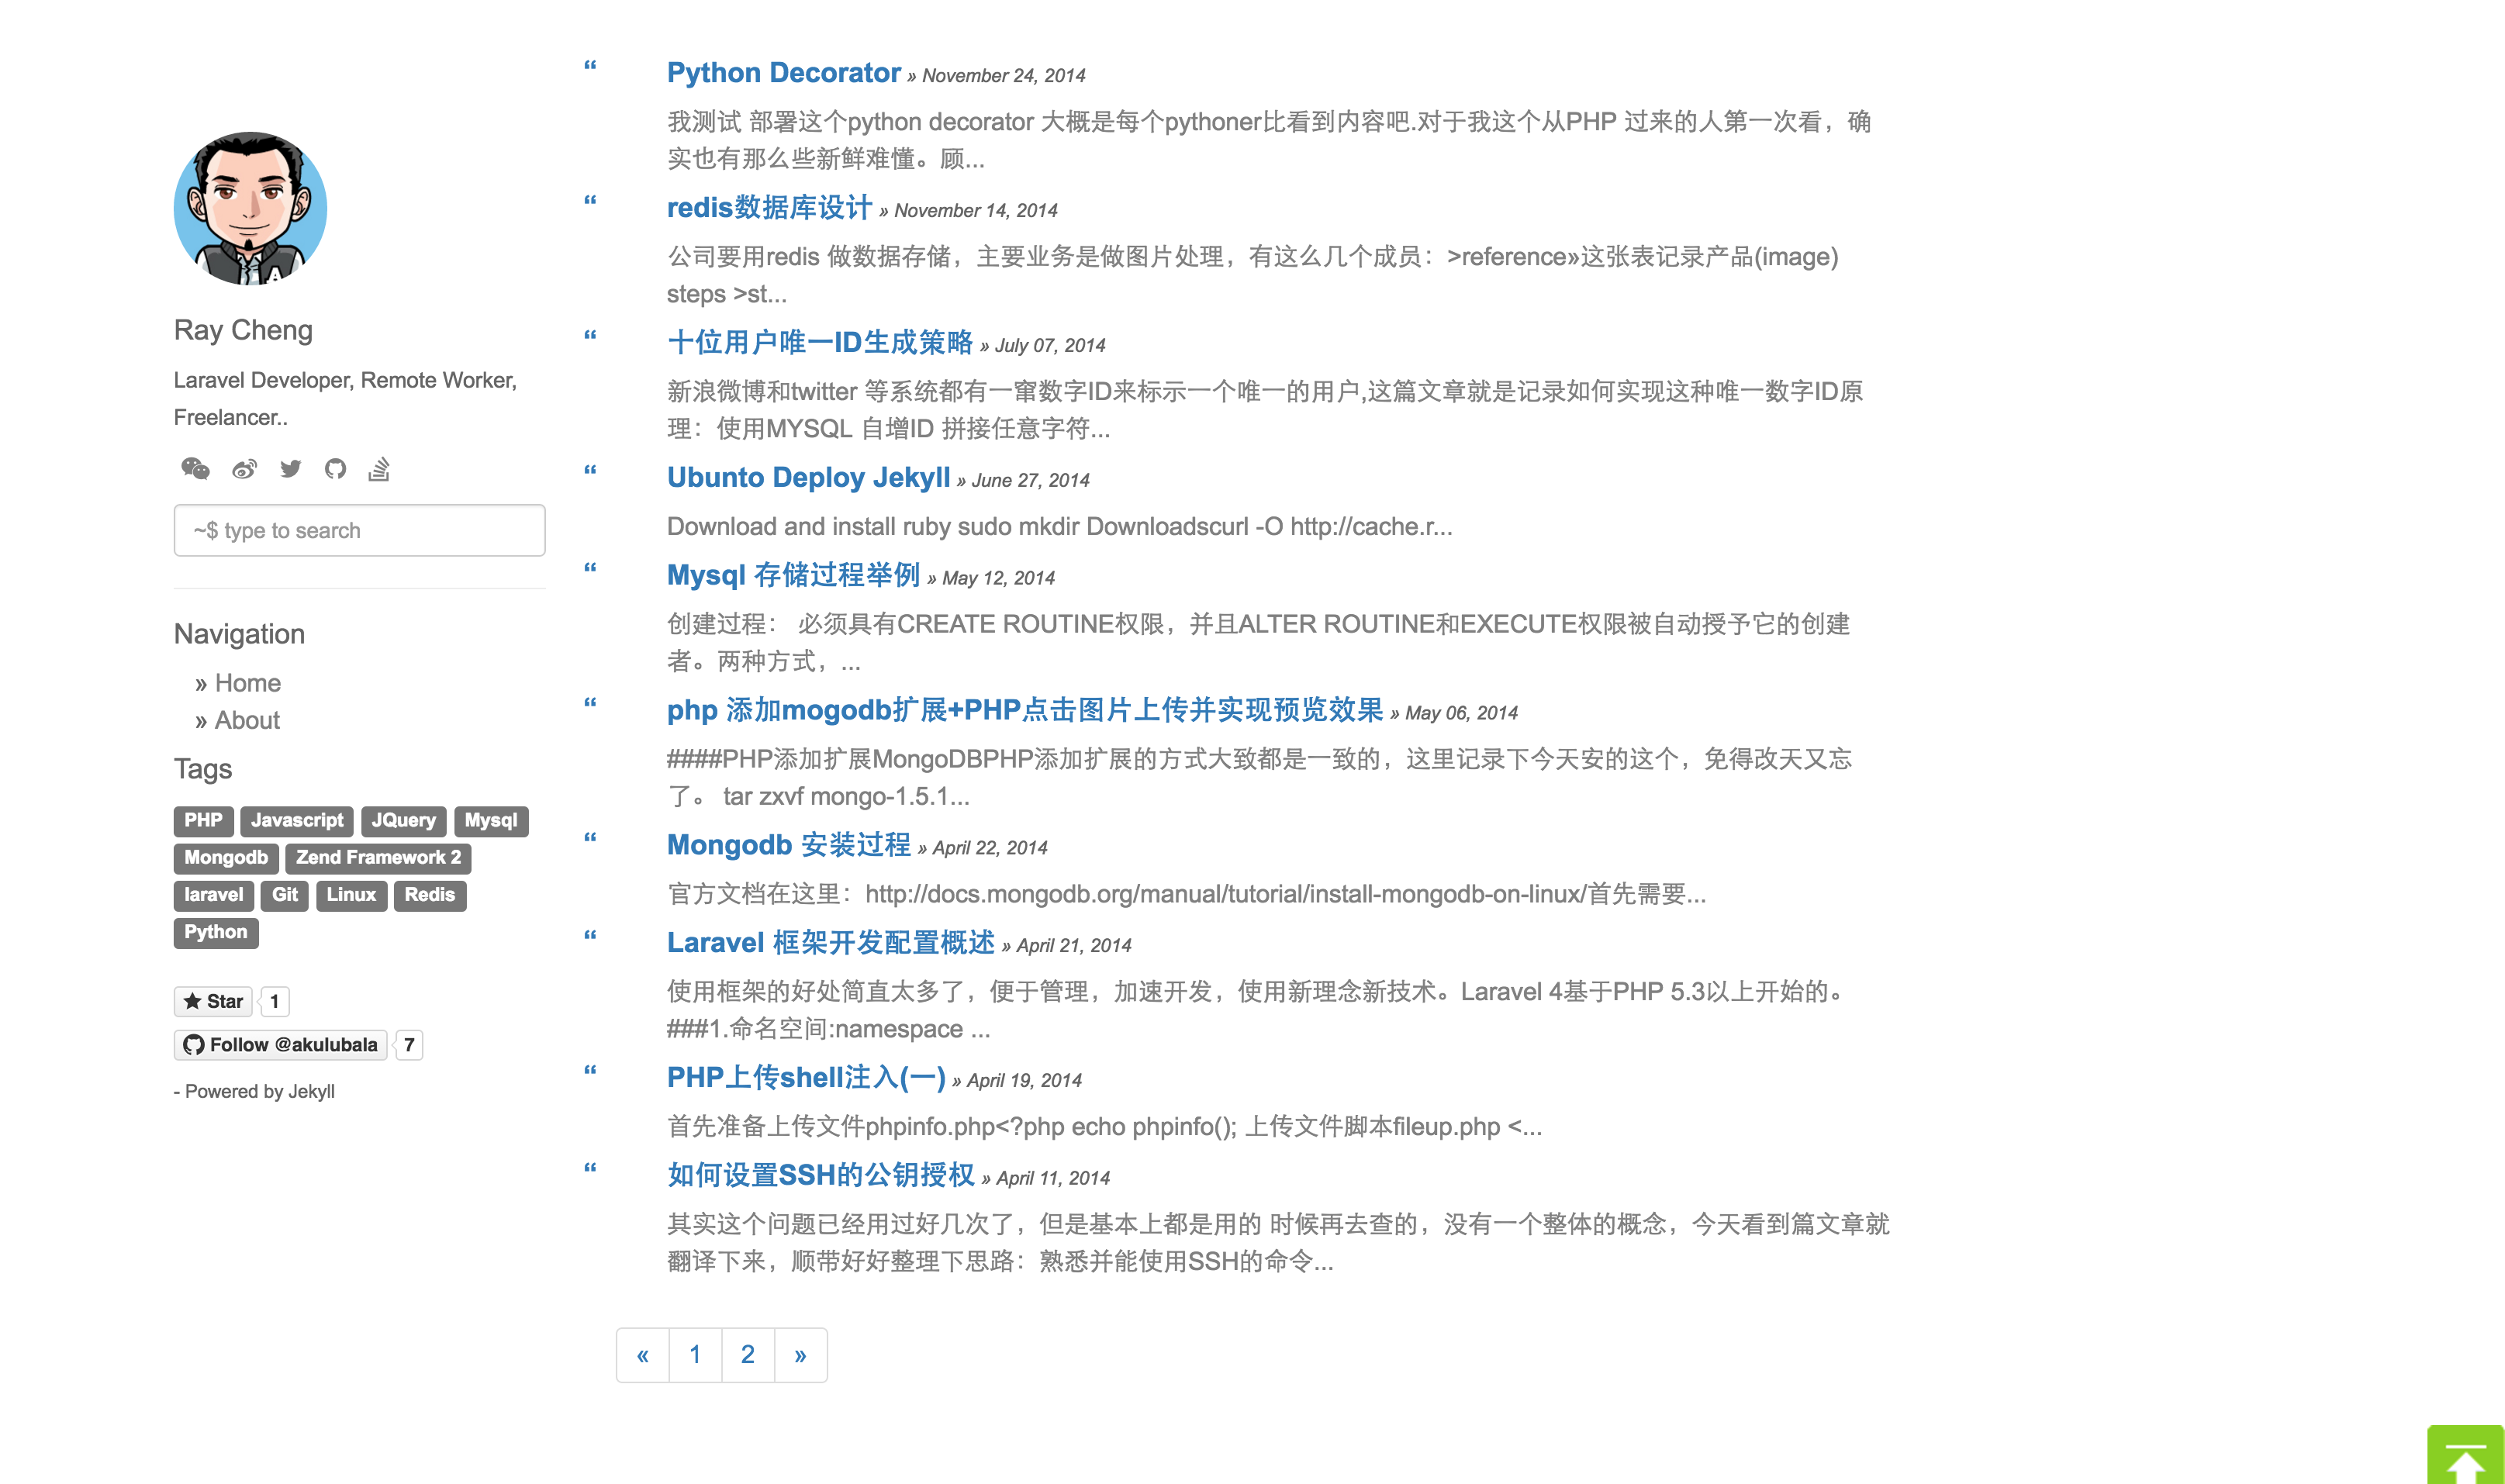 Ray Cheng
Laravel Developer, Remote Worker,
Freelancer..
~$ type to search
Navigation
» Home
» About
Tags
PHP Javascript JQuery Mysql
Mongodb Zend Framework 2
laravel Git Linux Redis
Python
Star 1
Follow @akulubala 7
- Powered by Jekyll
“ Python Decorator » November 24, 2014
我测试 部署这个python decorator 大概是每个pythoner比看到内容吧.对于我这个从PHP 过来的人第一次看，确
实也有那么些新鲜难懂。顾...
“ redis数据库设计 » November 14, 2014
公司要用redis 做数据存储，主要业务是做图片处理，有这么几个成员：>reference»这张表记录产品(image)
steps >st...
“ 十位用户唯一ID生成策略 » July 07, 2014
新浪微博和twitter 等系统都有一窜数字ID来标示一个唯一的用户,这篇文章就是记录如何实现这种唯一数字ID原
理：使用MYSQL 自增ID 拼接任意字符...
“ Ubunto Deploy Jekyll » June 27, 2014
Download and install ruby sudo mkdir Downloadscurl -O http://cache.r...
“ Mysql 存储过程举例 » May 12, 2014
创建过程： 必须具有CREATE ROUTINE权限，并且ALTER ROUTINE和EXECUTE权限被自动授予它的创建
者。两种方式，...
“ php 添加mogodb扩展+PHP点击图片上传并实现预览效果 » May 06, 2014
####PHP添加扩展MongoDBPHP添加扩展的方式大致都是一致的，这里记录下今天安的这个，免得改天又忘
了。 tar zxvf mongo-1.5.1...
“ Mongodb 安装过程 » April 22, 2014
官方文档在这里：http://docs.mongodb.org/manual/tutorial/install-mongodb-on-linux/首先需要...
“ Laravel 框架开发配置概述 » April 21, 2014
使用框架的好处简直太多了，便于管理，加速开发，使用新理念新技术。Laravel 4基于PHP 5.3以上开始的。
###1.命名空间:namespace ...
“ PHP上传shell注入(一) » April 19, 2014
首先准备上传文件phpinfo.php<?php echo phpinfo(); 上传文件脚本fileup.php <...
“ 如何设置SSH的公钥授权 » April 11, 2014
其实这个问题已经用过好几次了，但是基本上都是用的 时候再去查的，没有一个整体的概念，今天看到篇文章就
翻译下来，顺带好好整理下思路：熟悉并能使用SSH的命令...
« 1 2 »